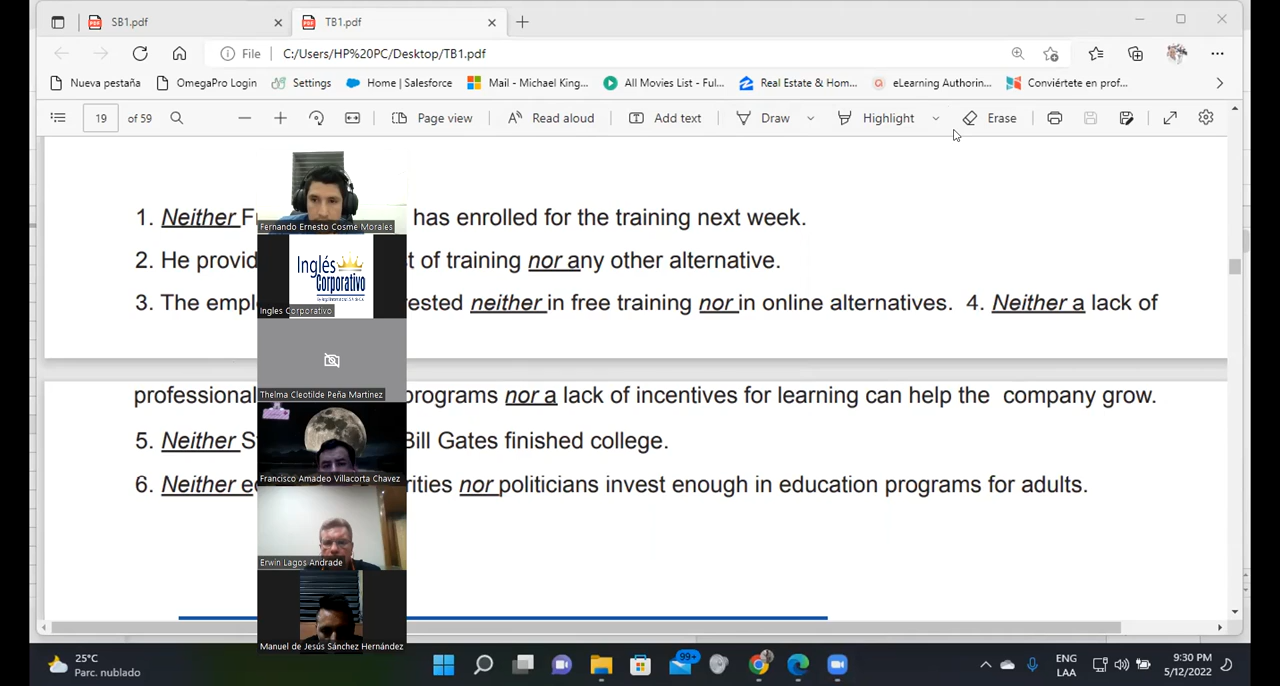 SB1.pdf
TB1.pdf
File C:/Users/HP%20PC/Desktop/TB1.pdf
Nueva pestaña OmegaPro Login Settings Home | Salesforce Mail - Michael King... All Movies List - Ful... Real Estate & Hom... eLearning Authorin... Conviértete en prof...
19 of 59 Page view Read aloud Add text Draw Highlight Erase
1. Neither has enrolled for the training next week.
Fernando Ernesto Cosme Morales
2. He provid t of training nor any other alternative.
Inglés
Corporativo
3. The empl rested neither in free training nor in online alternatives. 4. Neither a lack of
Ingles Corporativo
professional programs nor a lack of incentives for learning can help the company grow.
Thelma Cleotilde Peña Martinez
5. Neither Bill Gates finished college.
Francisco Amadeo Villacorta Chavez
6. Neither rities nor politicians invest enough in education programs for adults.
Erwin Lagos Andrade
Manuel de Jesús Sánchez Hernández
25°C
Parc. nublado
99+
ENG
LAA
9:30 PM
5/12/2022